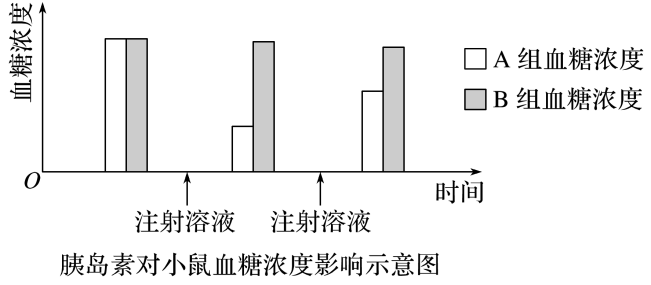 血糖浓度
A 组血糖浓度
B 组血糖浓度
O
时间
注射溶液 注射溶液
胰岛素对小鼠血糖浓度影响示意图